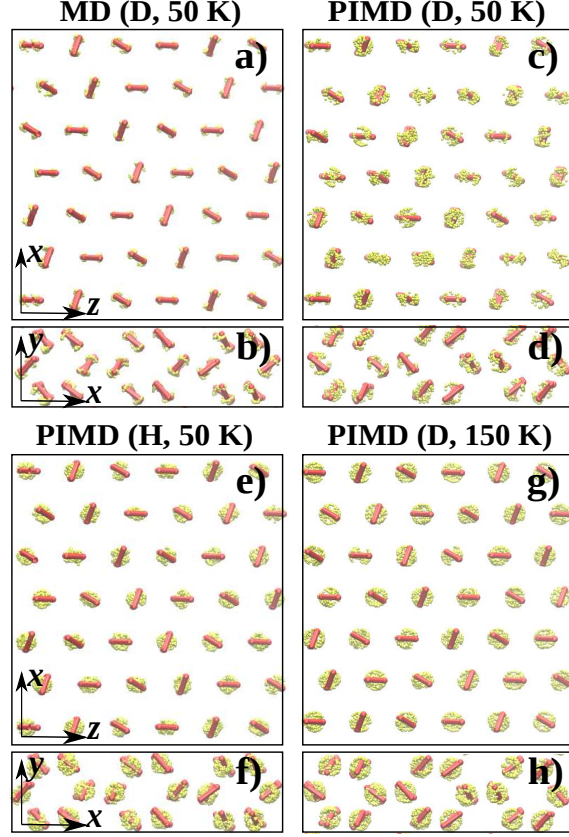 MD (D, 50 K)
PIMD (D, 50 K)
a)
c)
x
z
y
b)
x
d)
PIMD (H, 50 K)
PIMD (D, 150 K)
e)
g)
x
z
y
f)
x
h)